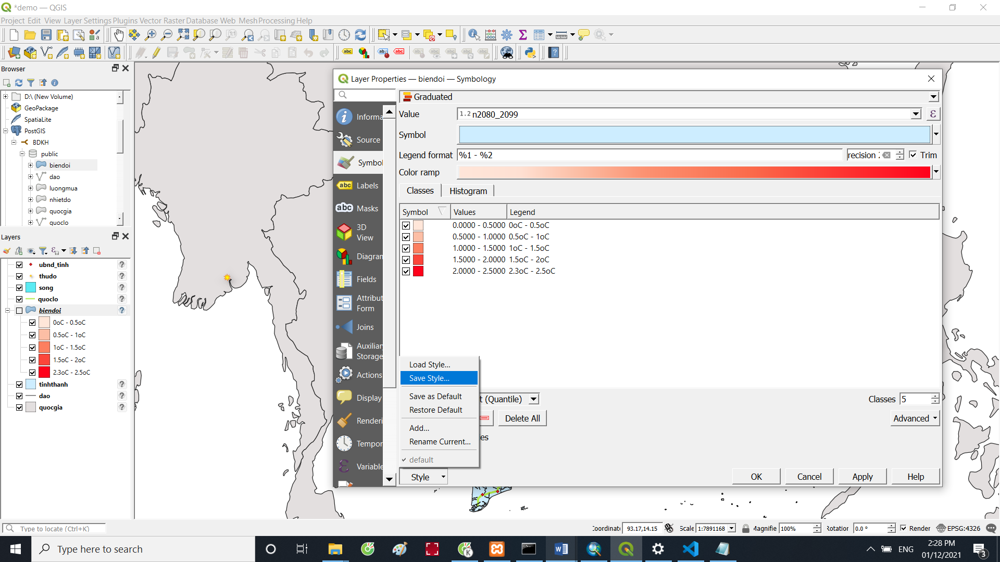 *demo — QGIS
Project Edit View Layer Settings Plugins Vector Raster Database Web Mesh Processing Help
Browser
D:\ (New Volume)
GeoPackage
SpatiaLite
PostGIS
BDKH
public
biendoi
dao
luongmua
nhietdo
quocgia
quoclo
Layers
ubnd_tinh
thudo
song
quoclo
biendoi
0oC - 0.5oC
0.5oC - 1oC
1oC - 1.5oC
1.5oC - 2oC
2.3oC - 2.5oC
tinhthanh
dao
quocgia
Layer Properties — biendoi — Symbology
Informa
Source
Symbol
Labels
Masks
3D
View
Diagran
Fields
Attribut
Form
Joins
Auxiliar
Storage
Actions
Display
Renderi
Tempor
Variable
Graduated
Value
1.2 n2080_2099
Symbol
Legend format
%1 - %2
recision
Trim
Color ramp
Classes
Histogram
Symbol Values Legend
0.0000 - 0.5000 0oC - 0.5oC
0.5000 - 1.0000 0.5oC - 1oC
1.0000 - 1.5000 1oC - 1.5oC
1.5000 - 2.0000 1.5oC - 2oC
2.0000 - 2.5000 2.3oC - 2.5oC
Load Style...
Save Style...
Save as Default
Restore Default
Add...
Rename Current...
default
t (Quantile)
Classes 5
Delete All
Advanced
es
Style
OK
Cancel
Apply
Help
Type to locate (Ctrl+K)
Coordinat 93.17,14.15
Scale 1:7891168
Magnifie 100%
Rotation 0.0 °
Render
EPSG:4326
Type here to search
ENG
2:28 PM
01/12/2021
3